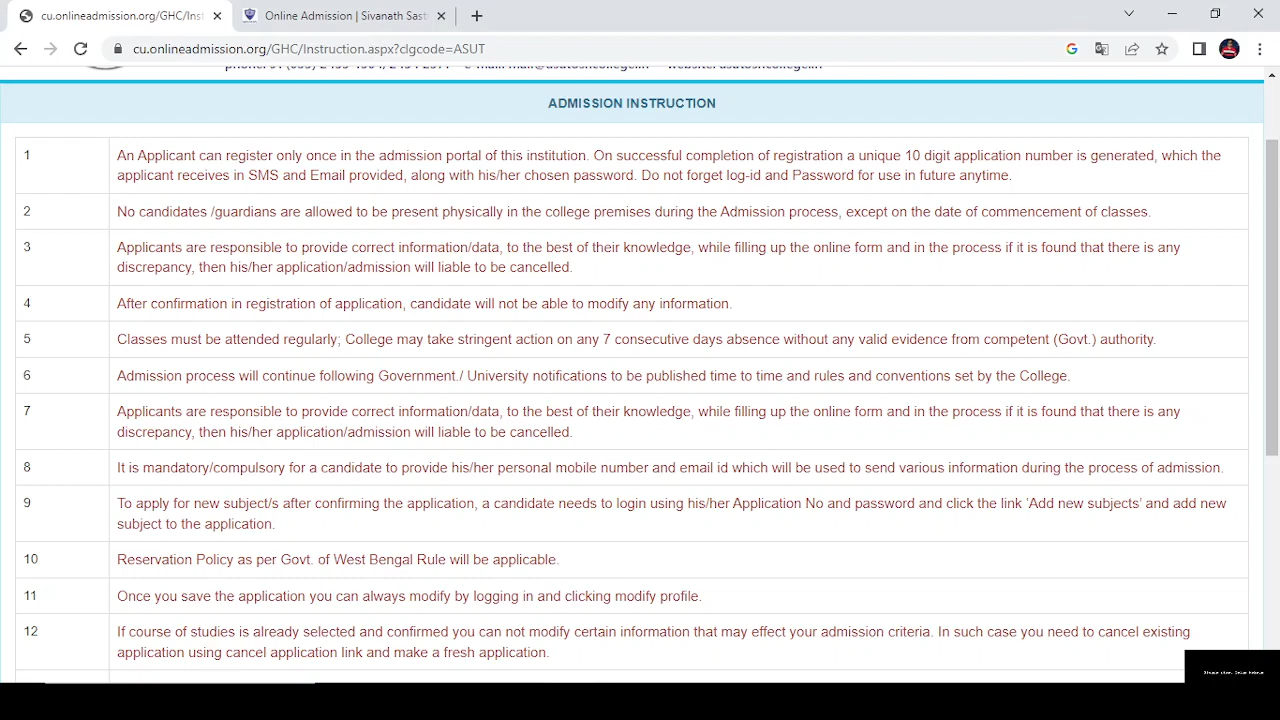 cu.onlineadmission.org/GHC/Inst
Online Admission | Sivanath Sast
cu.onlineadmission.org/GHC/Instruction.aspx?clgcode=ASUT
ADMISSION INSTRUCTION
1 An Applicant can register only once in the admission portal of this institution. On successful completion of registration a unique 10 digit application number is generated, which the
applicant receives in SMS and Email provided, along with his/her chosen password. Do not forget log-id and Password for use in future anytime.
2 No candidates /guardians are allowed to be present physically in the college premises during the Admission process, except on the date of commencement of classes.
3 Applicants are responsible to provide correct information/data, to the best of their knowledge, while filling up the online form and in the process if it is found that there is any
discrepancy, then his/her application/admission will liable to be cancelled.
4 After confirmation in registration of application, candidate will not be able to modify any information.
5 Classes must be attended regularly; College may take stringent action on any 7 consecutive days absence without any valid evidence from competent (Govt.) authority.
6 Admission process will continue following Government./ University notifications to be published time to time and rules and conventions set by the College.
7 Applicants are responsible to provide correct information/data, to the best of their knowledge, while filling up the online form and in the process if it is found that there is any
discrepancy, then his/her application/admission will liable to be cancelled.
8 It is mandatory/compulsory for a candidate to provide his/her personal mobile number and email id which will be used to send various information during the process of admission.
9 To apply for new subject/s after confirming the application, a candidate needs to login using his/her Application No and password and click the link ‘Add new subjects’ and add new
subject to the application.
10 Reservation Policy as per Govt. of West Bengal Rule will be applicable.
11 Once you save the application you can always modify by logging in and clicking modify profile.
12 If course of studies is already selected and confirmed you can not modify certain information that may effect your admission criteria. In such case you need to cancel existing
application using cancel application link and make a fresh application.